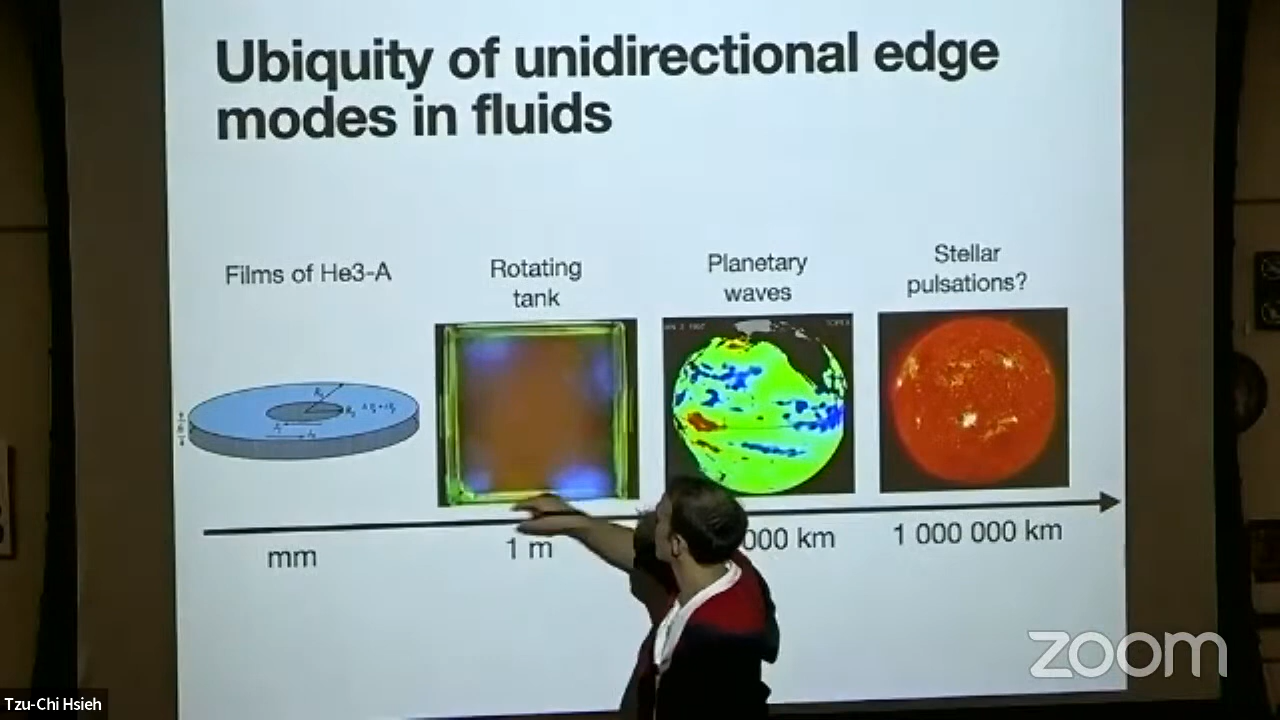 Ubiquity of unidirectional edge
modes in fluids
Films of He3-A
Rotating
tank
Planetary
waves
Stellar
pulsations?
mm
1 m
000 km
1 000 000 km
zoom
Tzu-Chi Hsieh